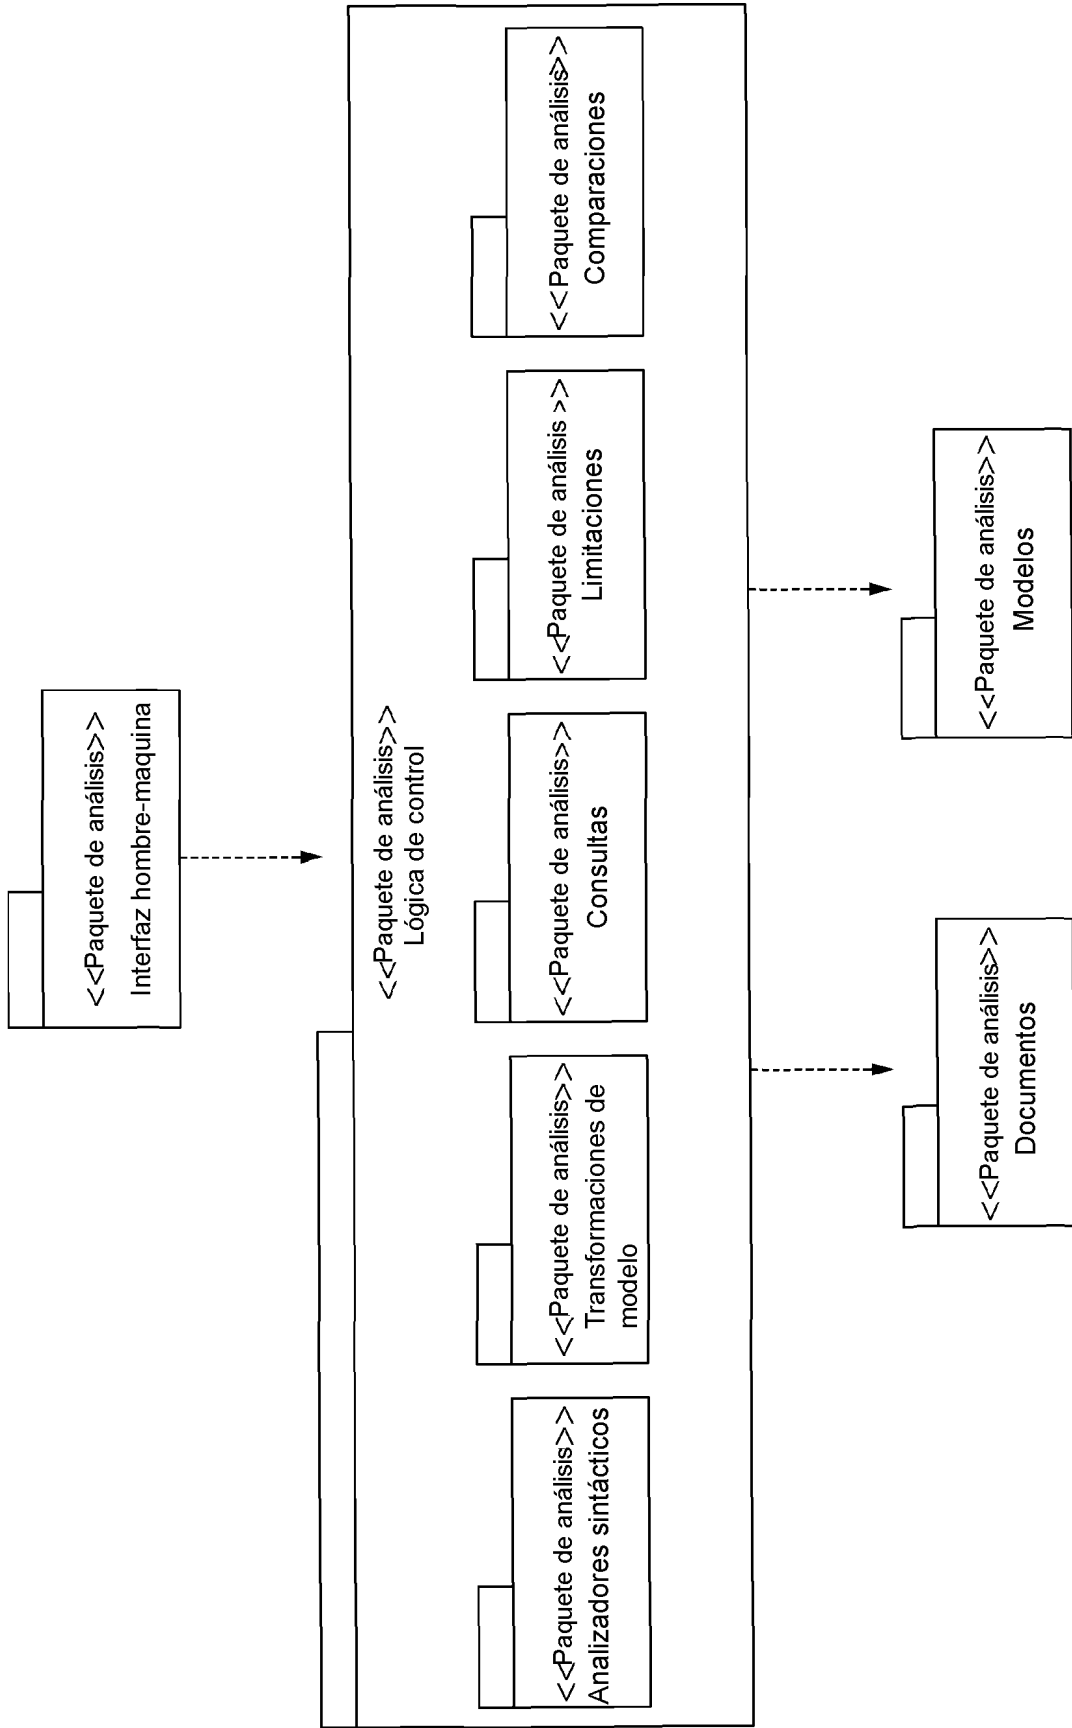 <<Paquete de análisis>>
Interfaz hombre-maquina
<<Paquete de análisis>>
Lógica de control
<<Paquete de análisis>>
Analizadores sintácticos
<<Paquete de análisis>>
Transformaciones de
modelo
<<Paquete de análisis>>
Consultas
<<Paquete de análisis >>
Limitaciones
<<Paquete de análisis>>
Comparaciones
<<Paquete de análisis>>
Documentos
<<Paquete de análisis>>
Modelos